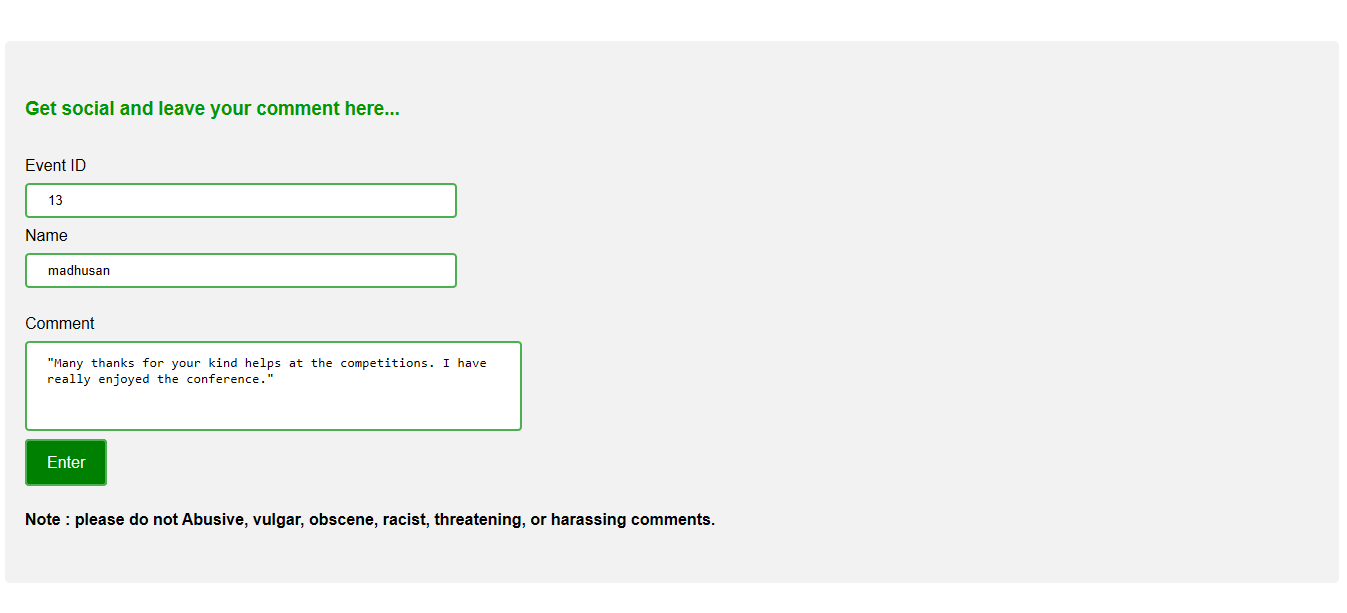 Get social and leave your comment here...
Event ID
13
Name
madhusan
Comment
"Many thanks for your kind helps at the competitions. I have
really enjoyed the conference."
Enter
Note : please do not Abusive, vulgar, obscene, racist, threatening, or harassing comments.